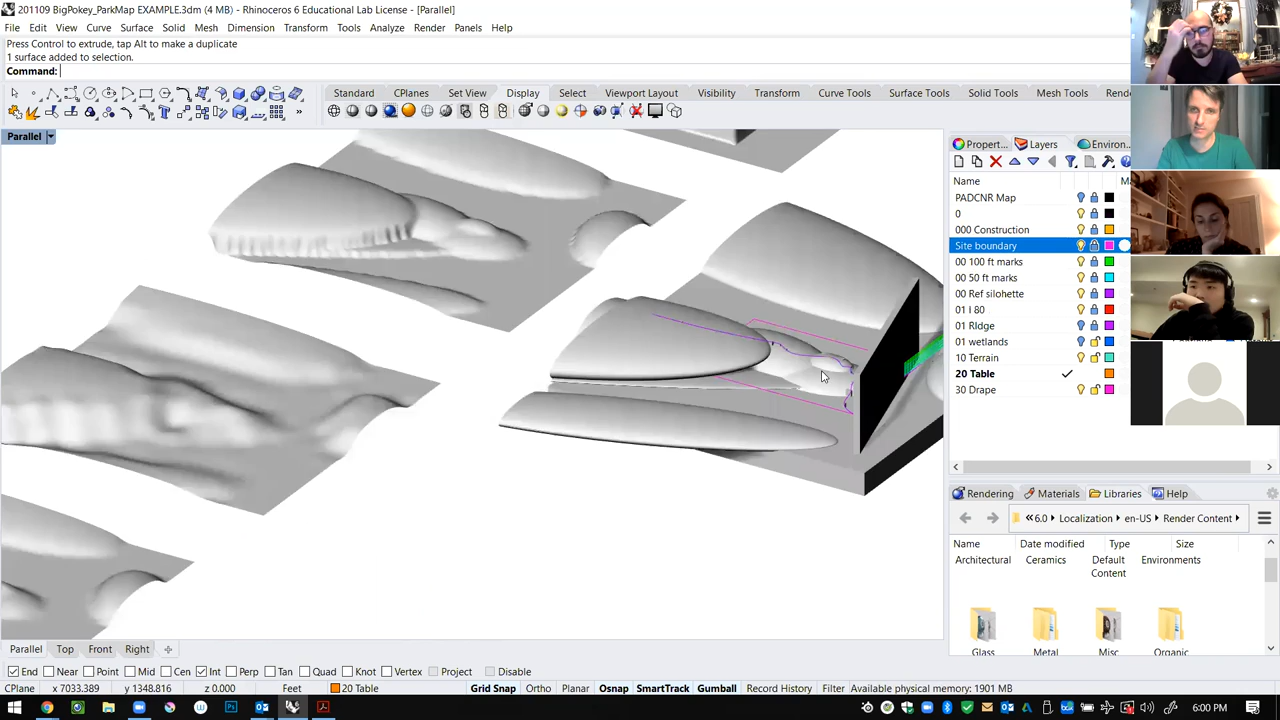 201109 BigPokey_ParkMap EXAMPLE.3dm (4 MB) - Rhinoceros 6 Educational Lab License - [Parallel]
File Edit View Curve Surface Solid Mesh Dimension Transform Tools Analyze Render Panels Help
Press Control to extrude, tap Alt to make a duplicate
1 surface added to selection.
Command:
Standard CPlanes Set View Display Select Viewport Layout Visibility Transform Curve Tools Surface Tools Solid Tools Mesh Tools Rende
»
Parallel
Propert... Layers Environ...
Name Ma
PADCNR Map
0
000 Construction
Site boundary
00 100 ft marks
00 50 ft marks
00 Ref silohette
01 I 80
01 RIdge
01 wetlands
10 Terrain
20 Table
30 Drape
Rendering Materials Libraries Help
« 6.0 Localization en-US Render Content
Name Date modified Type Size
Architectural Ceramics Default Content Environments
Glass Metal Misc Organic
Parallel Top Front Right
End Near Point Mid Cen Int Perp Tan Quad Knot Vertex Project Disable
CPlane x 7033.389 y 1348.816 z 0.000 Feet 20 Table Grid Snap Ortho Planar Osnap SmartTrack Gumball Record History Filter Available physical memory: 1901 MB
6:00 PM